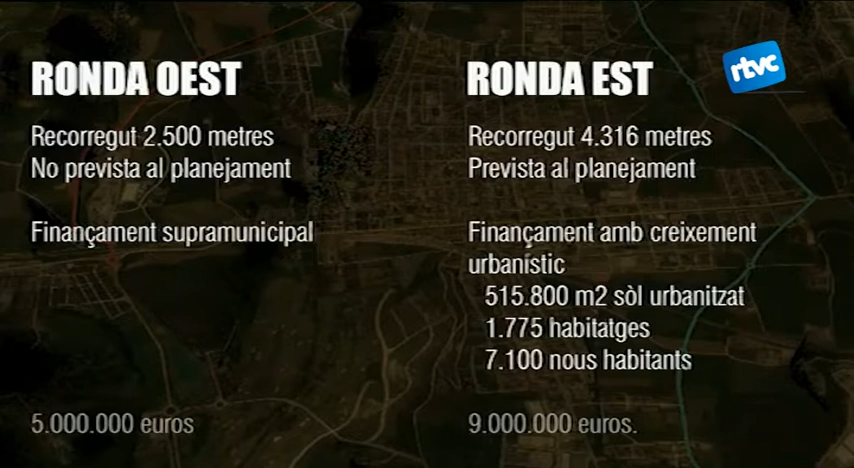 RONDA OEST
Recorregut 2.500 metres
No prevista al planejament
Finançament supramunicipal
5.000.000 euros
RONDA EST
Recorregut 4.316 metres
Prevista al planejament
Finançament amb creixement
urbanístic
515.800 m2 sòl urbanitzat
1.775 habitatges
7.100 nous habitants
9.000.000 euros.
rtvc